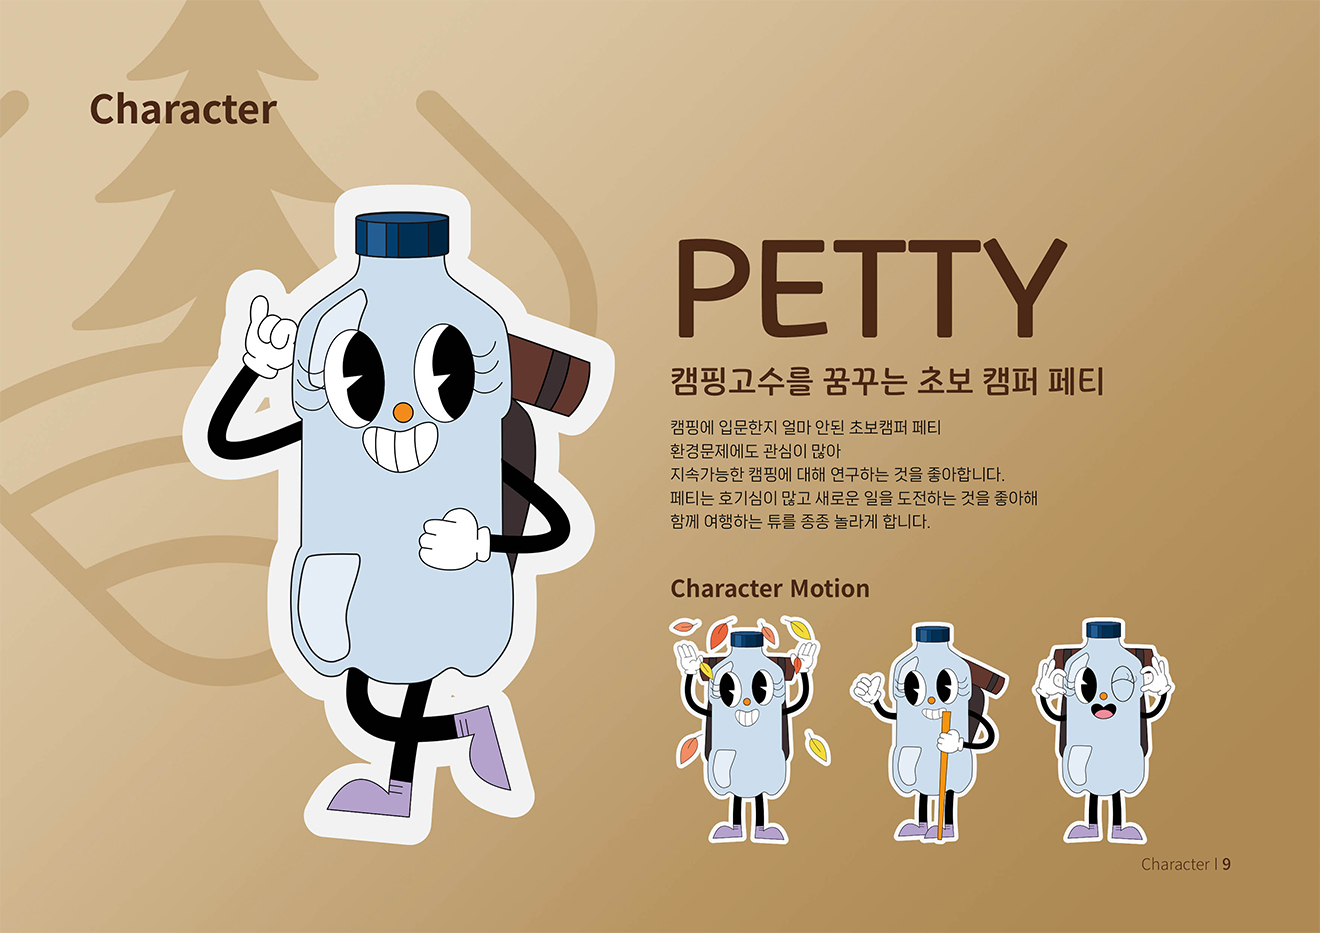 Character
PETTY
캠핑고수를 꿈꾸는 초보 캠퍼 페티
캠핑에 입문한지 얼마 안된 초보캠퍼 페티
환경문제에도 관심이 많아
지속가능한 캠핑에 대해 연구하는 것을 좋아합니다.
페티는 호기심이 많고 새로운 일을 도전하는 것을 좋아해
함께 여행하는 튜를 종종 놀라게 합니다.
Character Motion
Character l 9